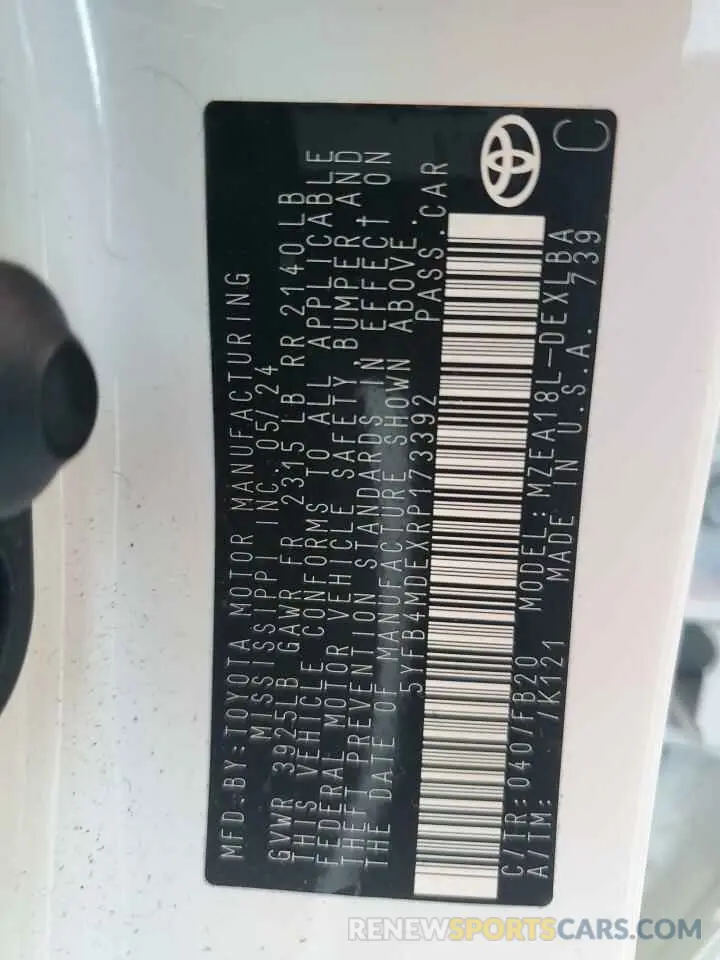 MFD.BY:TOYOTA MOTOR MANUFACTURING
MISSISSIPPI INC.05/24
GVWR 3925LB GAWR FR 2315 LB RR 2140LB
THIS VEHICLE CONFORMS TO ALL APPLICABLE
FEDERAL MOTOR VEHICLE SAFETY, BUMPER AND
THEFT PREVENTION STANDARDS IN EFFECT ON
THE DATE OF MANUFACTURE SHOWN ABOVE.
5YFB4MDEXRP173392 PASS.CAR
C/TR:040/FB20 MODEL:MZEA18L-DEXLBA
A/TM: /K121 MADE IN U.S.A. 739
C
RENEWSPORTSCARS.COM